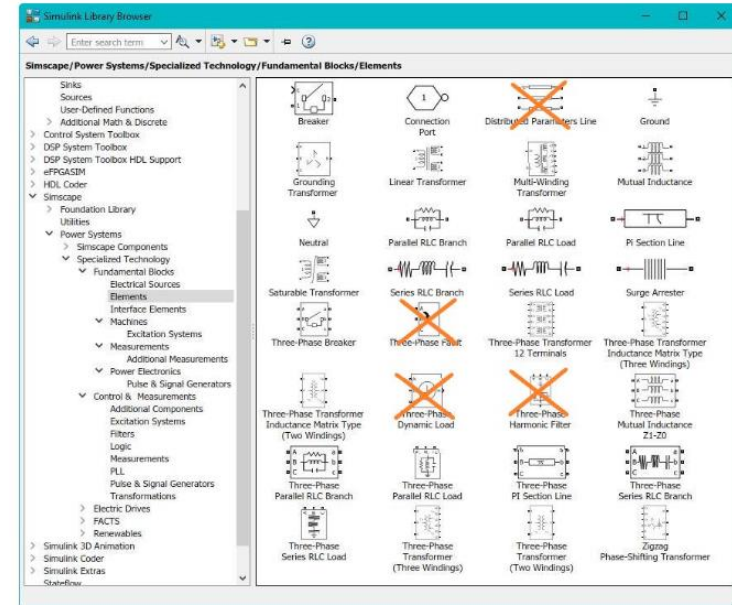 Simulink Library Browser
Enter search term
Simscape/Power Systems/Specialized Technology/Fundamental Blocks/Elements
Sinks
Sources
User-Defined Functions
Additional Math & Discrete
Control System Toolbox
DSP System Toolbox
DSP System Toolbox HDL Support
eFPGASIM
HDL Coder
Simscape
Foundation Library
Utilities
Power Systems
Simscape Components
Specialized Technology
Fundamental Blocks
Electrical Sources
Elements
Interface Elements
Machines
Excitation Systems
Measurements
Additional Measurements
Power Electronics
Pulse & Signal Generators
Control & Measurements
Additional Components
Excitation Systems
Filters
Logic
Measurements
PLL
Pulse & Signal Generators
Transformations
Electric Drives
FACTS
Renewables
Simulink 3D Animation
Simulink Coder
Simulink Extras
Stateflow
Breaker
1
Connection
Port
Distributed Parameters Line
Ground
Grounding
Transformer
Linear Transformer
Multi-Winding
Transformer
Mutual Inductance
Neutral
Parallel RLC Branch
Parallel RLC Load
Pi Section Line
Saturable Transformer
Series RLC Branch
Series RLC Load
Surge Arrester
Three-Phase Breaker
Three-Phase Fault
Three-Phase Transformer
12 Terminals
Three-Phase Transformer
Inductance Matrix Type
(Three Windings)
Three-Phase Transformer
Inductance Matrix Type
(Two Windings)
Three-Phase
Dynamic Load
Three-Phase
Harmonic Filter
Three-Phase
Mutual Inductance
Z1-Z0
Three-Phase
Parallel RLC Branch
Three-Phase
Parallel RLC Load
Three-Phase
PI Section Line
Three-Phase
Series RLC Branch
Three-Phase
Series RLC Load
Three-Phase
Transformer
(Three Windings)
Three-Phase
Transformer
(Two Windings)
Zigzag
Phase-Shifting Transformer